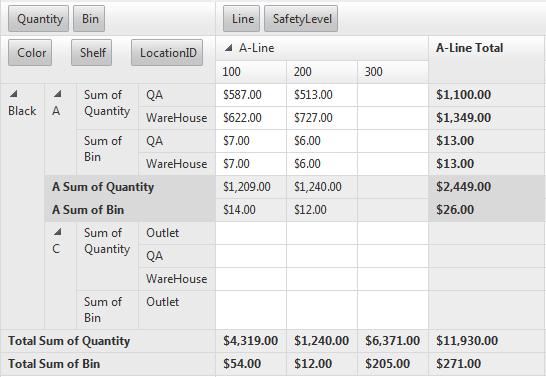 Quantity Bin Line SafetyLevel
Color Shelf LocationID A-Line A-Line Total
100 200 300
Black A Sum of Quantity QA $587.00 $513.00 $1,100.00
WareHouse $622.00 $727.00 $1,349.00
Sum of Bin QA $7.00 $6.00 $13.00
WareHouse $7.00 $6.00 $13.00
A Sum of Quantity $1,209.00 $1,240.00 $2,449.00
A Sum of Bin $14.00 $12.00 $26.00
C Sum of Quantity Outlet
QA
WareHouse
Sum of Bin Outlet
Total Sum of Quantity $4,319.00 $1,240.00 $6,371.00 $11,930.00
Total Sum of Bin $54.00 $12.00 $205.00 $271.00